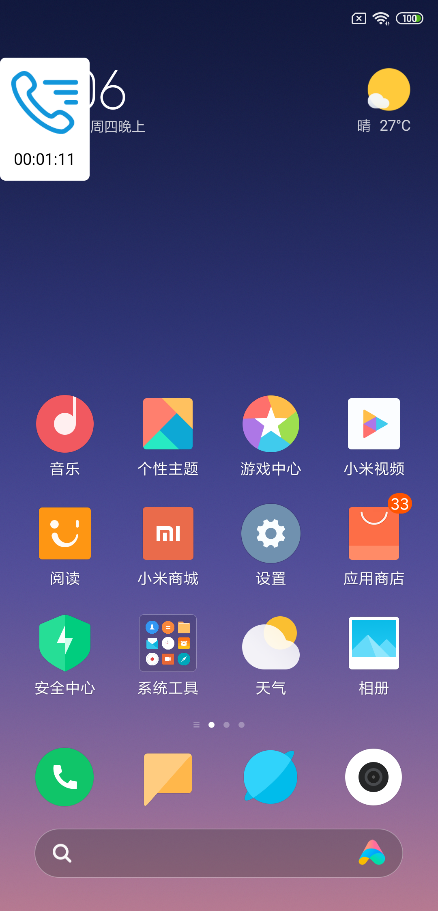 100
06
周四晚上
晴 27°C
00:01:11
音乐
个性主题
游戏中心
小米视频
33
阅读
小米商城
设置
应用商店
安全中心
系统工具
天气
相册